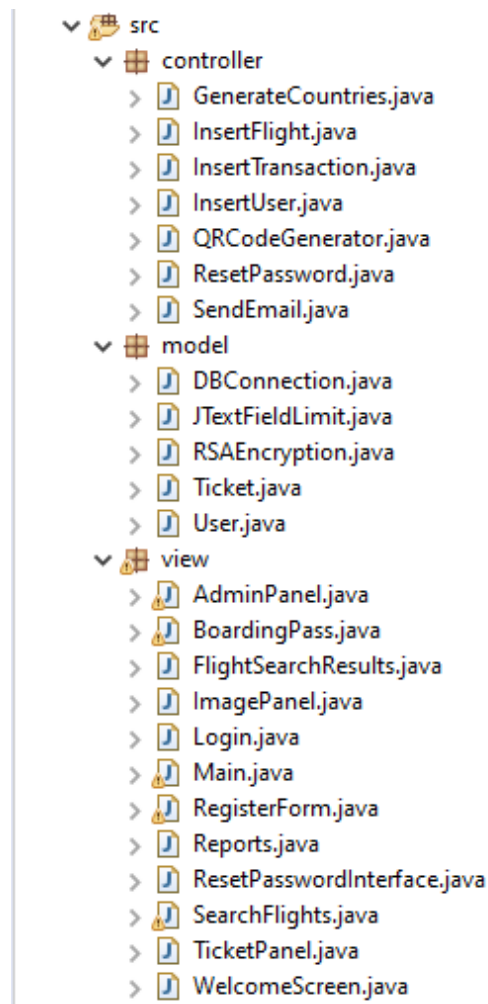 src
controller
GenerateCountries.java
InsertFlight.java
InsertTransaction.java
InsertUser.java
QRCodeGenerator.java
ResetPassword.java
SendEmail.java
model
DBConnection.java
JTextFieldLimit.java
RSAEncryption.java
Ticket.java
User.java
view
AdminPanel.java
BoardingPass.java
FlightSearchResults.java
ImagePanel.java
Login.java
Main.java
RegisterForm.java
Reports.java
ResetPasswordInterface.java
SearchFlights.java
TicketPanel.java
WelcomeScreen.java